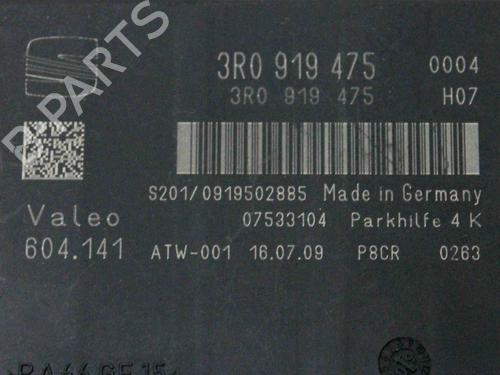 B-PARTS
3R0 919 475 0004
3R0 919 475 H07
S201/0919502885 Made in Germany
Valeo 07533104 Parkhilfe 4 K
604.141 ATW-001 16.07.09 P8CR 0263